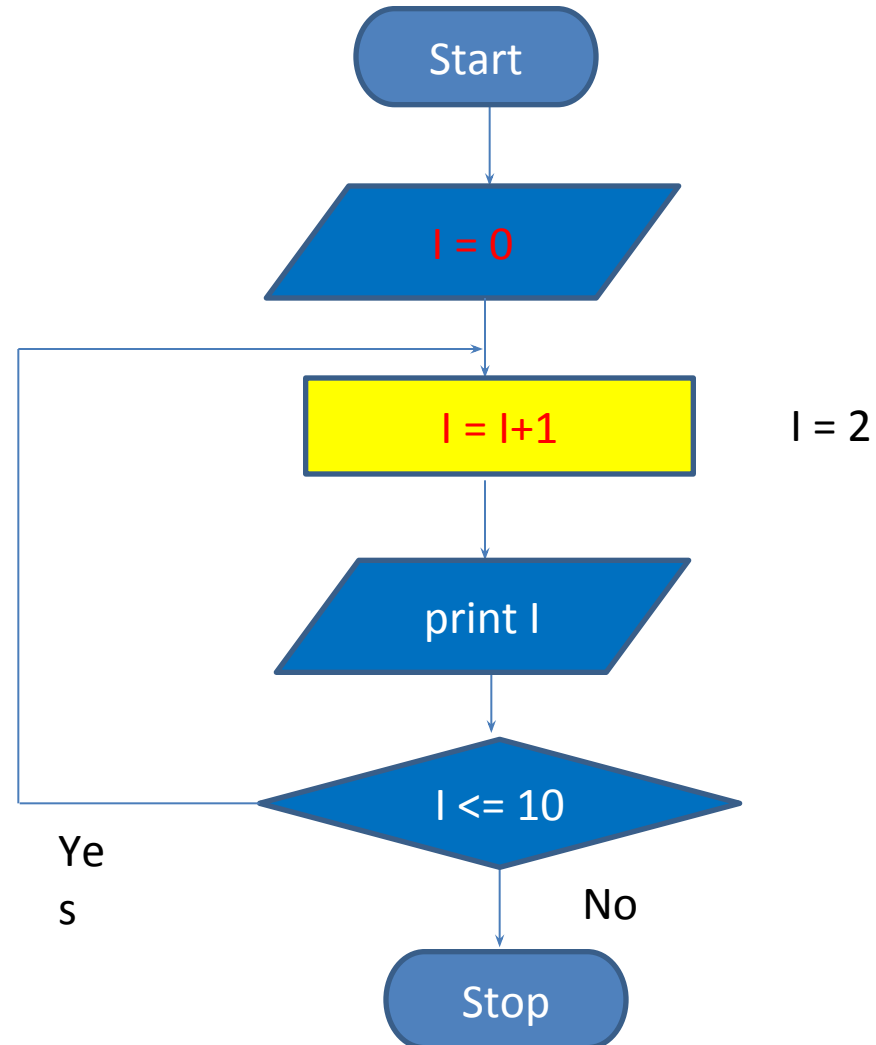 Start
I = 0
I = I+1
I = 2
print I
I <= 10
Ye
s
No
Stop